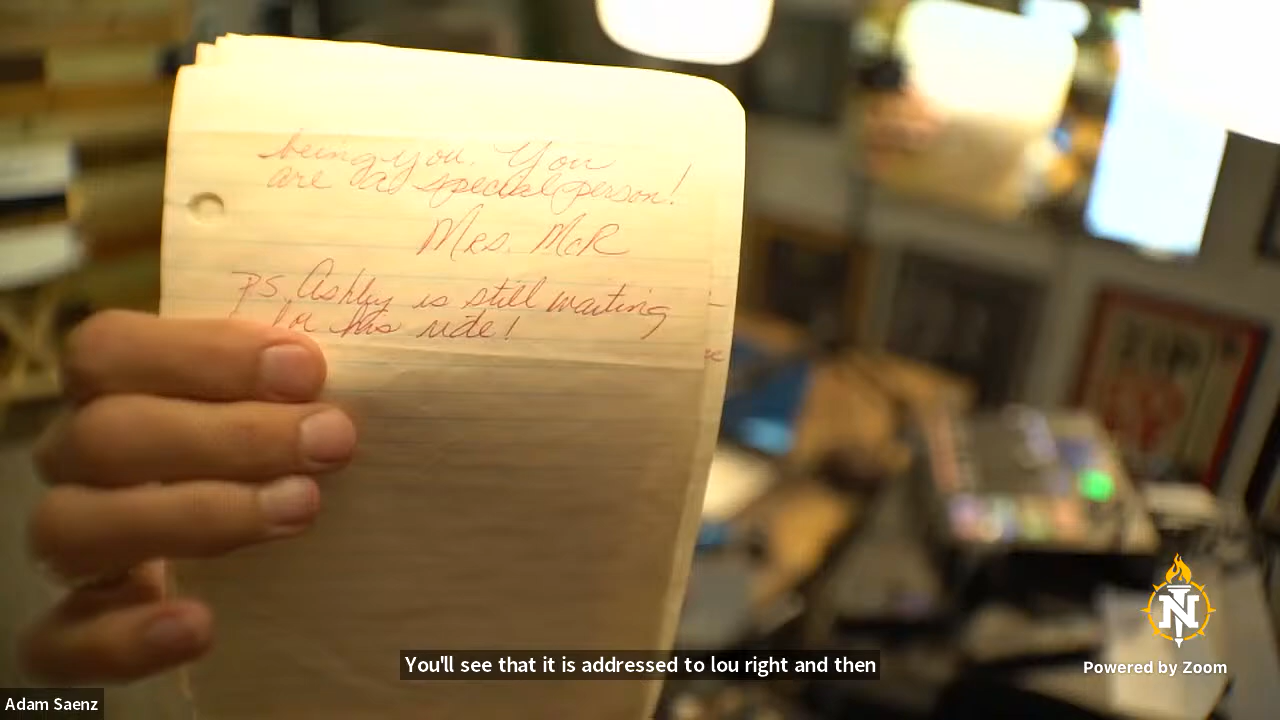 being you. You
are a special person!
Mrs. McR
P.S. Ashley is still waiting
for his ride!
You'll see that it is addressed to lou right and then
N
Powered by Zoom
Adam Saenz